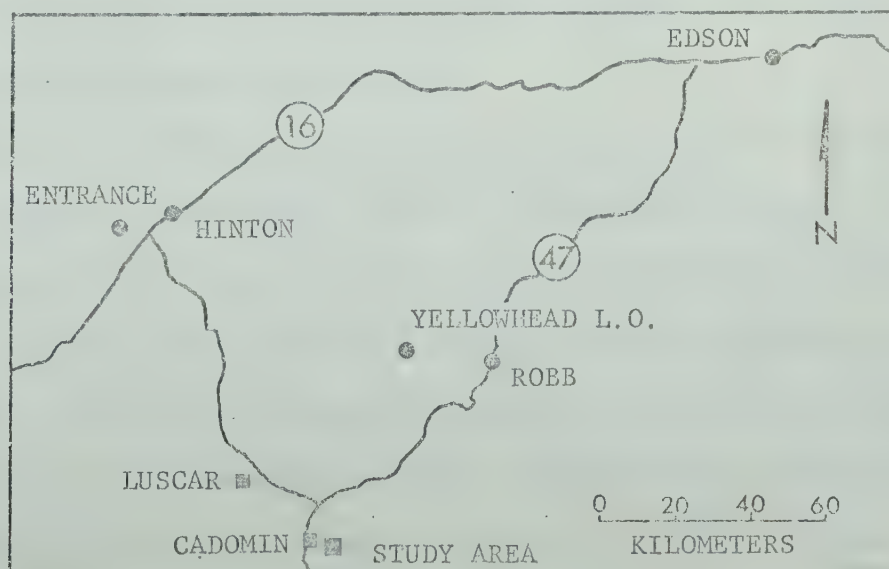 EDSON
16
ENTRANCE
HINTON
N
47
YELLOWHEAD L.O.
ROBB
LUSCAR
0 20 40 60
KILOMETERS
CADOMIN
STUDY AREA